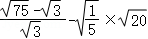 (√75 − √3)/√3 − √(1/5) × √20